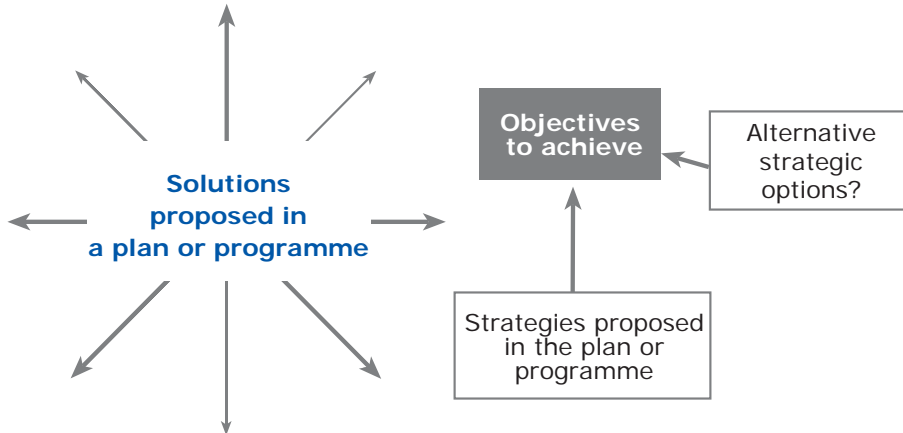 Solutions
proposed in
a plan or programme
Objectives
to achieve
Alternative
strategic
options?
Strategies proposed
in the plan or
programme